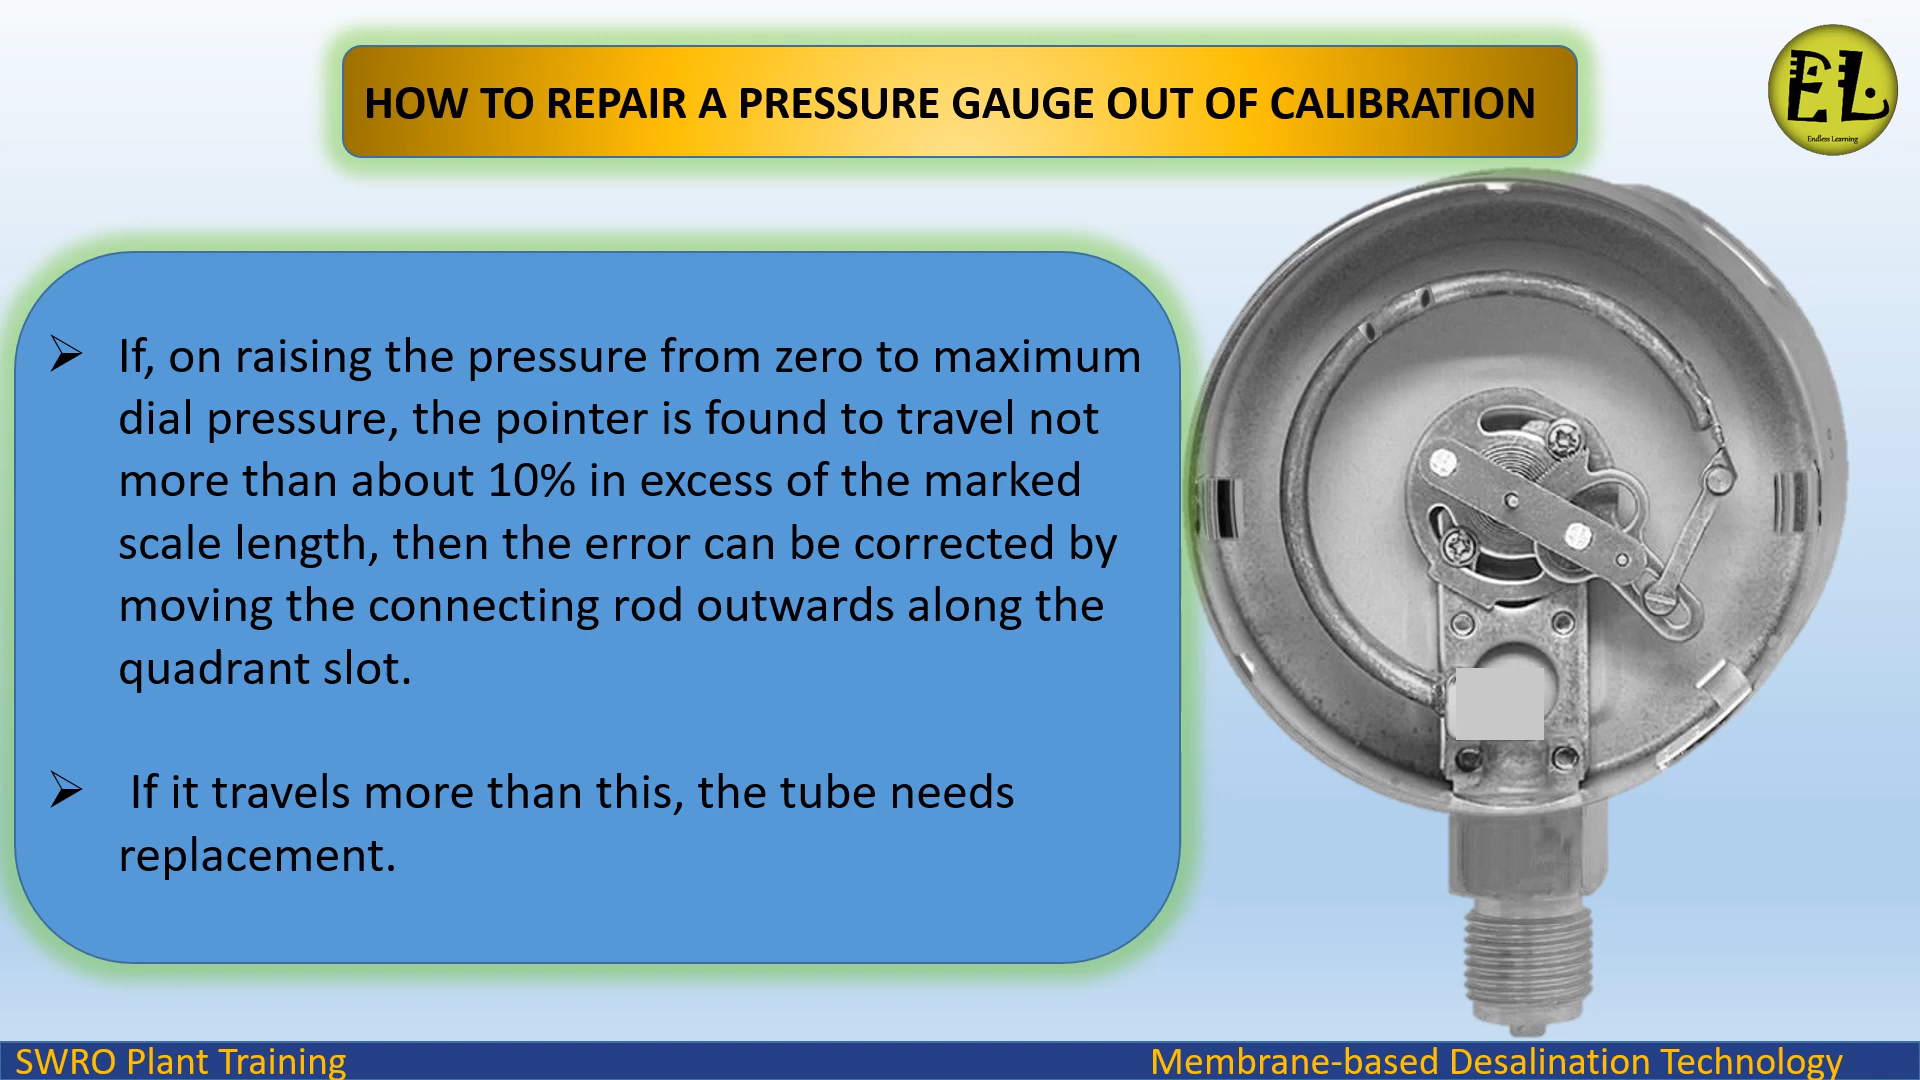 HOW TO REPAIR A PRESSURE GAUGE OUT OF CALIBRATION
EL
Endless Learning
➢ If, on raising the pressure from zero to maximum
dial pressure, the pointer is found to travel not
more than about 10% in excess of the marked
scale length, then the error can be corrected by
moving the connecting rod outwards along the
quadrant slot.
➢ If it travels more than this, the tube needs
replacement.
SWRO Plant Training
Membrane-based Desalination Technology